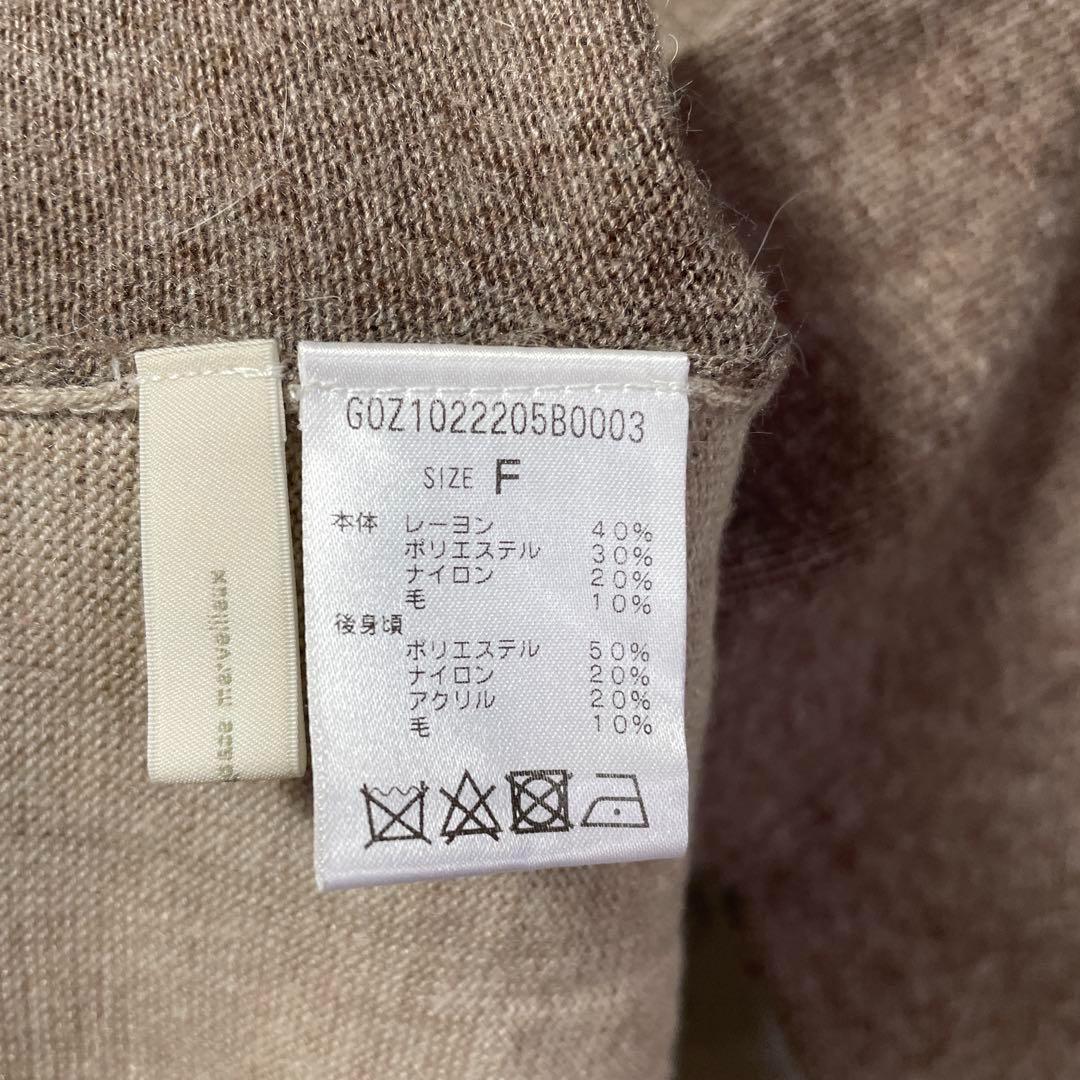 G0Z1022205B0003
SIZE F
本体 レーヨン 40%
ポリエステル 30%
ナイロン 20%
毛 10%
後身頃
ポリエステル 50%
ナイロン 20%
アクリル 20%
毛 10%